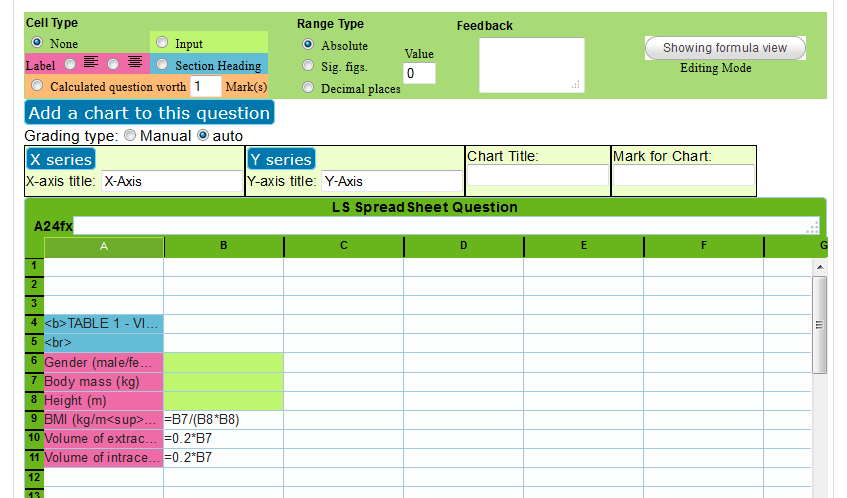 Cell Type
None
Input
Label
Section Heading
Calculated question worth 1 Mark(s)
Range Type
Absolute
Sig. figs.
Decimal places
Value
0
Feedback
Showing formula view
Editing Mode
Add a chart to this question
Grading type: Manual auto
X series
X-axis title: X-Axis
Y series
Y-axis title: Y-Axis
Chart Title:
Mark for Chart:
LS SpreadSheet Question
A24fx
A B C D E F G
1
2
3
4 <b>TABLE 1 - VI...
5 <br>
6 Gender (male/fe...
7 Body mass (kg)
8 Height (m)
9 BMI (kg/m<sup>... =B7/(B8*B8)
10 Volume of extrac... =0.2*B7
11 Volume of intrace... =0.2*B7
12
13